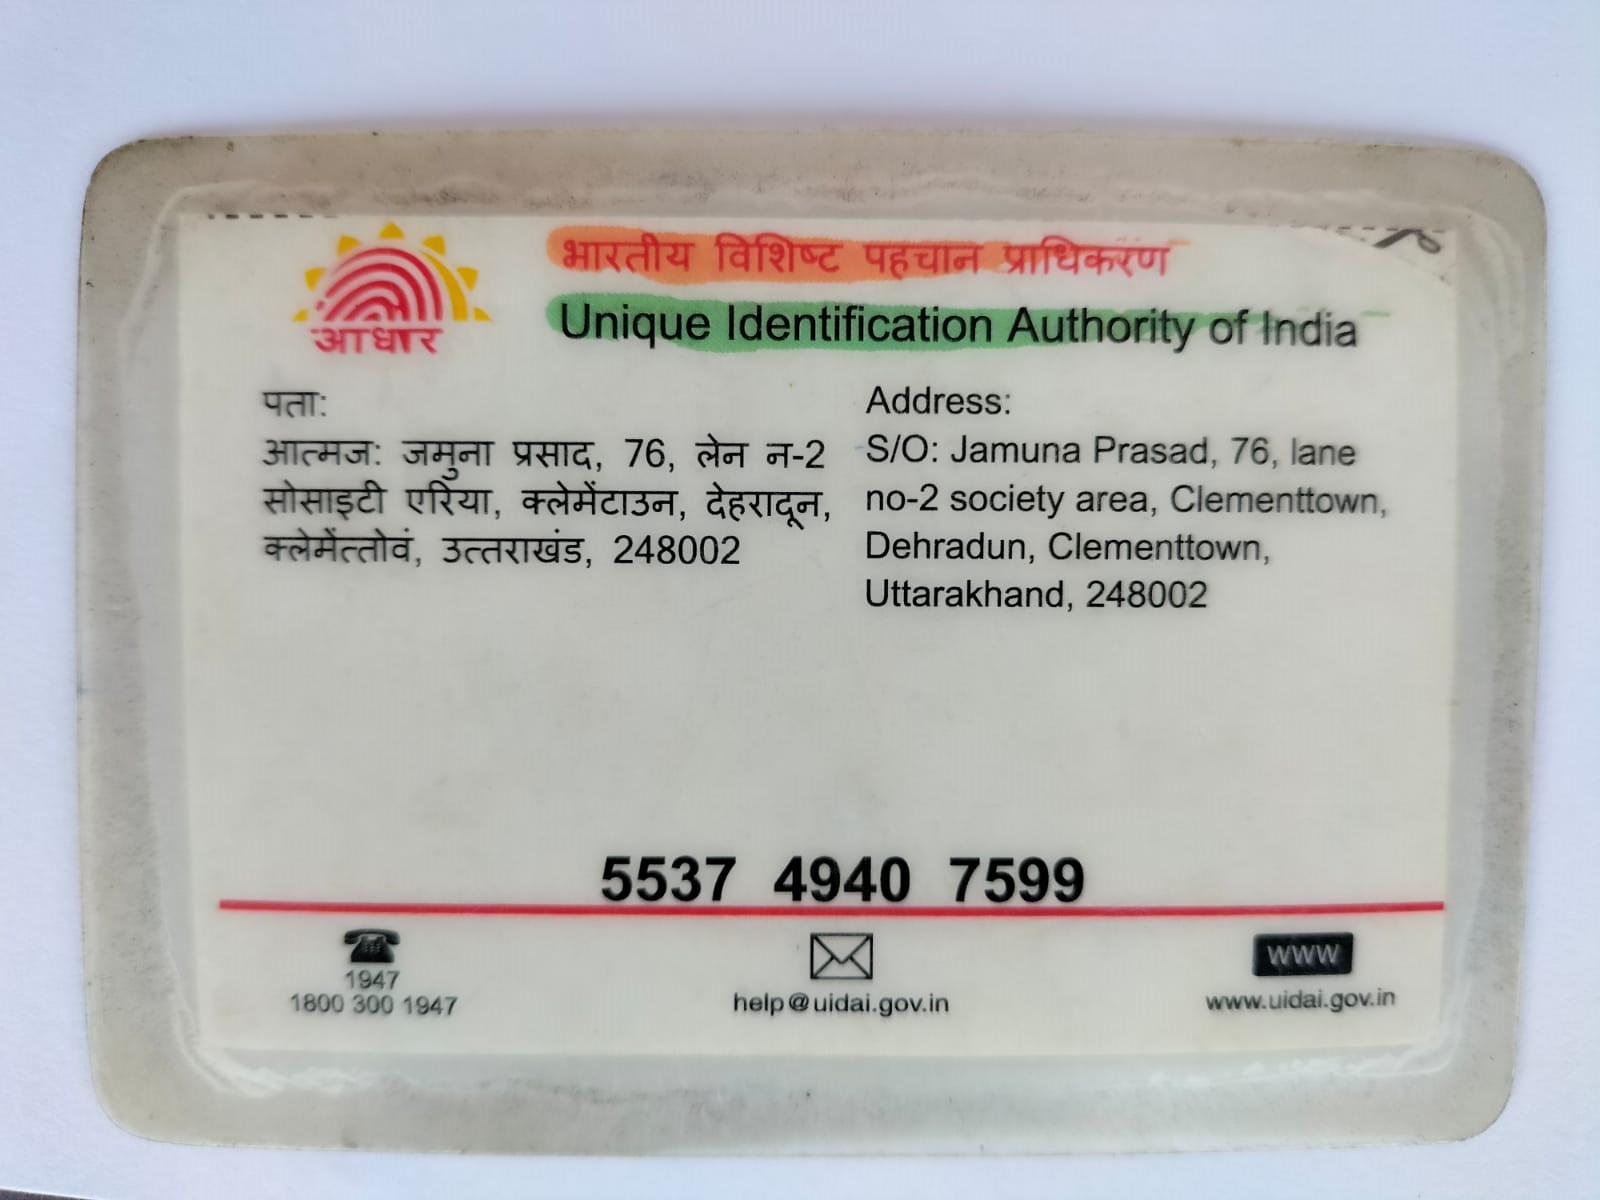 आधार
भारतीय विशिष्ट पहचान प्राधिकरण
Unique Identification Authority of India
पता:
आत्मज: जमुना प्रसाद, 76, लेन न-2
सोसाइटी एरिया, क्लेमेंटाउन, देहरादून,
क्लेमेंत्तोवं, उत्तराखंड, 248002
Address:
S/O: Jamuna Prasad, 76, lane
no-2 society area, Clementtown,
Dehradun, Clementtown,
Uttarakhand, 248002
5537 4940 7599
1947
1800 300 1947
help@uidai.gov.in
WWW
www.uidai.gov.in